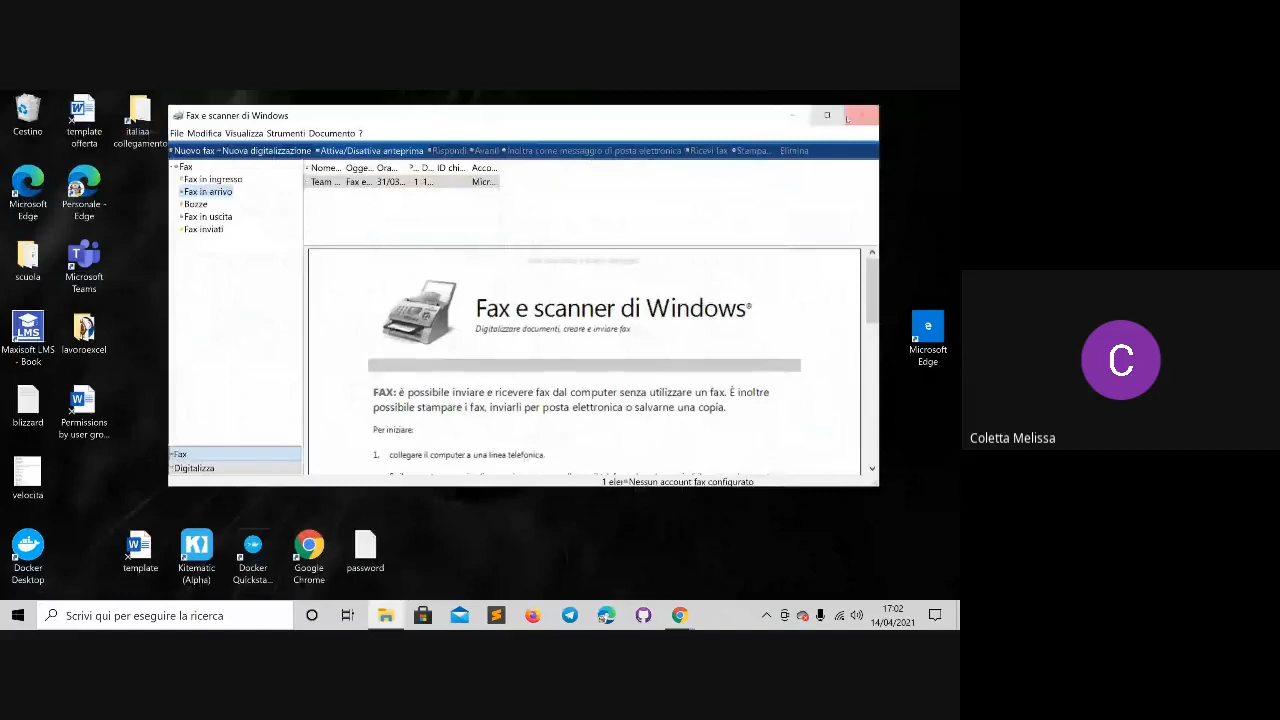 Fax e scanner di Windows
File Modifica Visualizza Strumenti Documento ?
Nuovo fax Nuova digitalizzazione Attiva/Disattiva anteprima Rispondi Avanti Inoltra come messaggio di posta elettronica Ricevi fax Stampa... Elimina
Fax
Fax in ingresso
Fax in arrivo
Bozze
Fax in uscita
Fax inviati
Nome... Ogge... Ora... ?... D... ID chi... Acco...
Team ... Fax e... 31/03... 1 1... Micr...
Fax e scanner di Windows®
Digitalizzare documenti, creare e inviare fax
FAX: è possibile inviare e ricevere fax dal computer senza utilizzare un fax. È inoltre
possibile stampare i fax, inviarli per posta elettronica o salvarne una copia.
Per iniziare:
1. collegare il computer a una linea telefonica.
Fax
Digitalizza
1 ele Nessun account fax configurato
Cestino
template
offerta
italiaa
collegamento
Microsoft
Edge
Personale -
Edge
scuola
Microsoft
Teams
LMS
Maxisoft LMS
- Book
lavoroexcel
blizzard
Permissions
by user gro...
velocita
Docker
Desktop
template
Kitematic
(Alpha)
Docker
Quicksta...
Google
Chrome
password
Microsoft
Edge
Scrivi qui per eseguire la ricerca
17:02
14/04/2021
C
Coletta Melissa